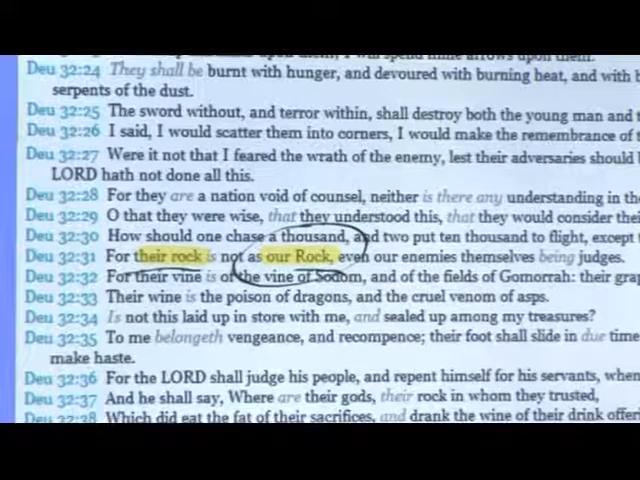 upon them, I will spend mine arrows upon them.
Deu 32:24 They shall be burnt with hunger, and devoured with burning heat, and with
serpents of the dust.
Deu 32:25 The sword without, and terror within, shall destroy both the young man and
Deu 32:26 I said, I would scatter them into corners, I would make the remembrance of
Deu 32:27 Were it not that I feared the wrath of the enemy, lest their adversaries should
LORD hath not done all this.
Deu 32:28 For they are a nation void of counsel, neither is there any understanding in
Deu 32:29 O that they were wise, that they understood this, that they would consider
Deu 32:30 How should one chase a thousand, and two put ten thousand to flight, except
Deu 32:31 For their rock is not as our Rock, even our enemies themselves being judges.
Deu 32:32 For their vine is of the vine of Sodom, and of the fields of Gomorrah: their
Deu 32:33 Their wine is the poison of dragons, and the cruel venom of asps.
Deu 32:34 Is not this laid up in store with me, and sealed up among my treasures?
Deu 32:35 To me belongeth vengeance, and recompence; their foot shall slide in due time
make haste.
Deu 32:36 For the LORD shall judge his people, and repent himself for his servants, when
Deu 32:37 And he shall say, Where are their gods, their rock in whom they trusted,
Deu 32:38 Which did eat the fat of their sacrifices, and drank the wine of their drink